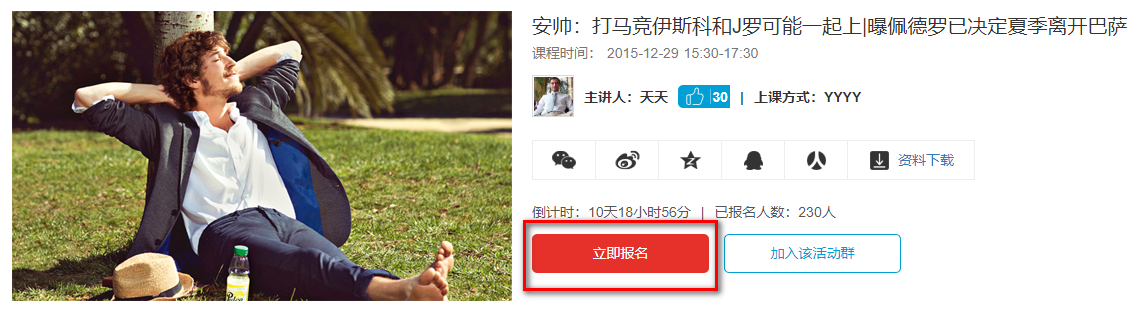 安帅：打马竞伊斯科和J罗可能一起上|曝佩德罗已决定夏季离开巴萨
课程时间： 2015-12-29 15:30-17:30
主讲人：天天 30 | 上课方式：YYYY
资料下载
倒计时：10天18小时56分 | 已报名人数：230人
立即报名 加入该活动群